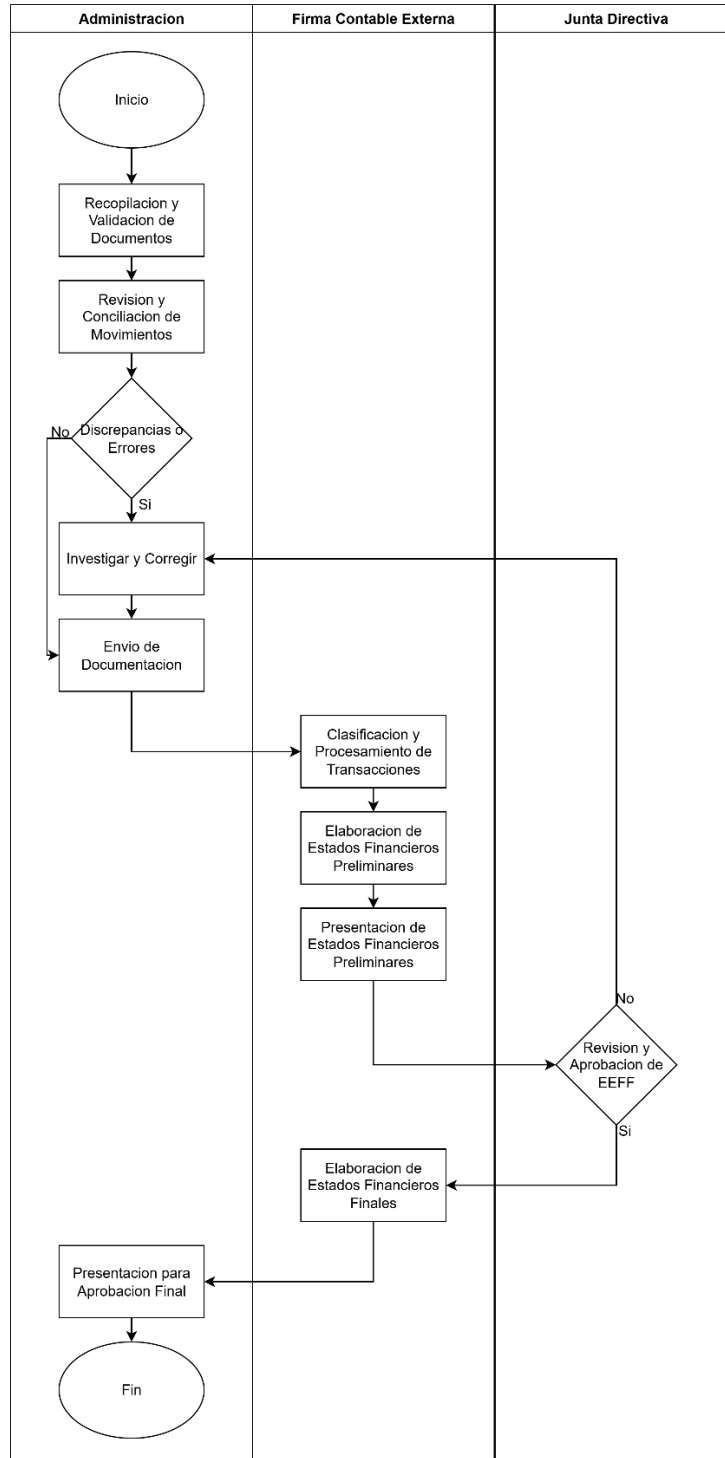 Administracion
Firma Contable Externa
Junta Directiva
Inicio
Recopilacion y
Validacion de
Documentos
Revision y
Conciliacion de
Movimientos
No
Discrepancias o
Errores
Si
Investigar y Corregir
Envio de
Documentacion
Clasificacion y
Procesamiento de
Transacciones
Elaboracion de
Estados Financieros
Preliminares
Presentacion de
Estados Financieros
Preliminares
No
Revision y
Aprobacion de
EEFF
Si
Elaboracion de
Estados Financieros
Finales
Presentacion para
Aprobacion Final
Fin